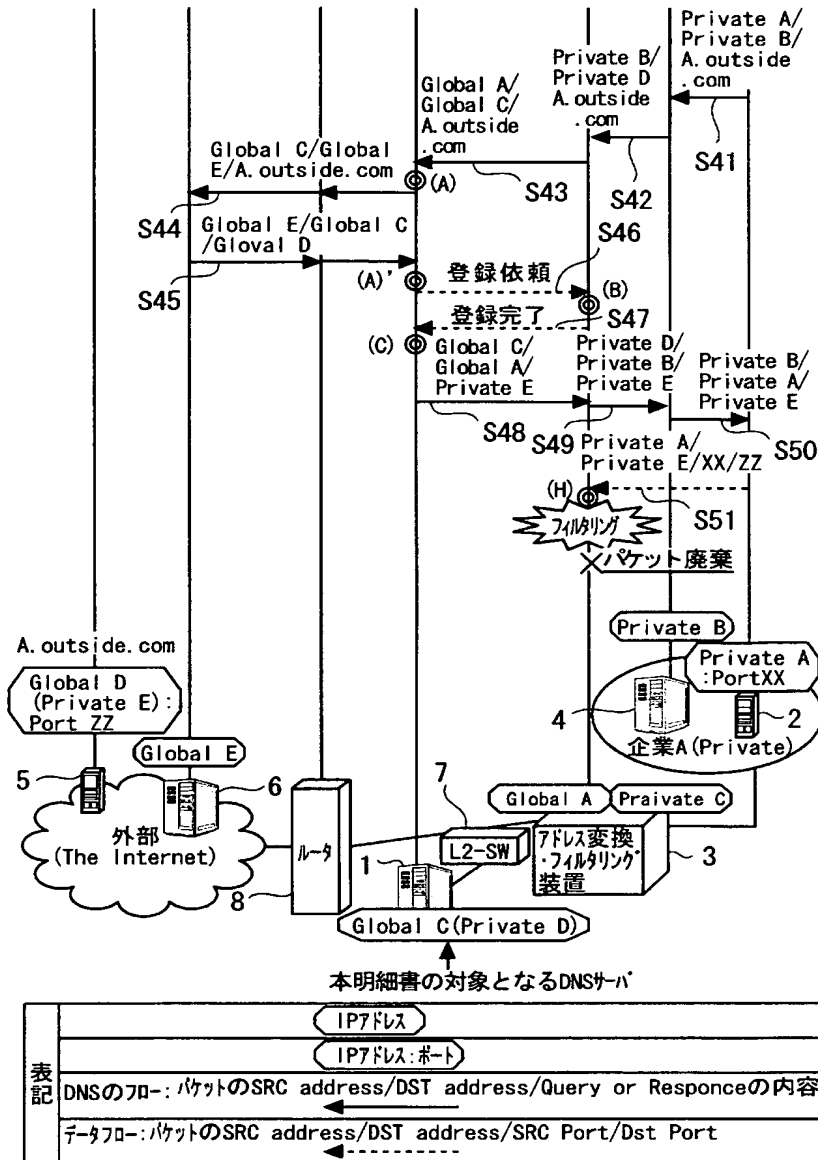 Private A/
Private B/
A.outside
.com
S41
Private B/
Private D
A.outside
.com
S42
Global A/
Global C/
A.outside
.com
S43
(A)
Global C/Global
E/A.outside.com
S44
Global E/Global C
/Gloval D
S45
(A)'
登録依頼
S46
(B)
登録完了
S47
(C)
Global C/
Global A/
Private E
S48
Private D/
Private B/
Private E
S49
Private B/
Private A/
Private E
S50
Private A/
Private E/XX/ZZ
S51
(H)
フィルタリング
パケット廃棄
Private B
Private A
:PortXX
4
2
企業A(Private)
A.outside.com
Global D
(Private E):
Port ZZ
Global E
5
6
外部
(The Internet)
ルータ
8
7
L2-SW
1
Global A
Praivate C
アドレス変換
・フィルタリング
装置
3
Global C(Private D)
本明細書の対象となるDNSサーバ
表記
IPアドレス
IPアドレス:ポート
DNSのフロー:パケットのSRC address/DST address/Query or Responceの内容
データフロー:パケットのSRC address/DST address/SRC Port/Dst Port